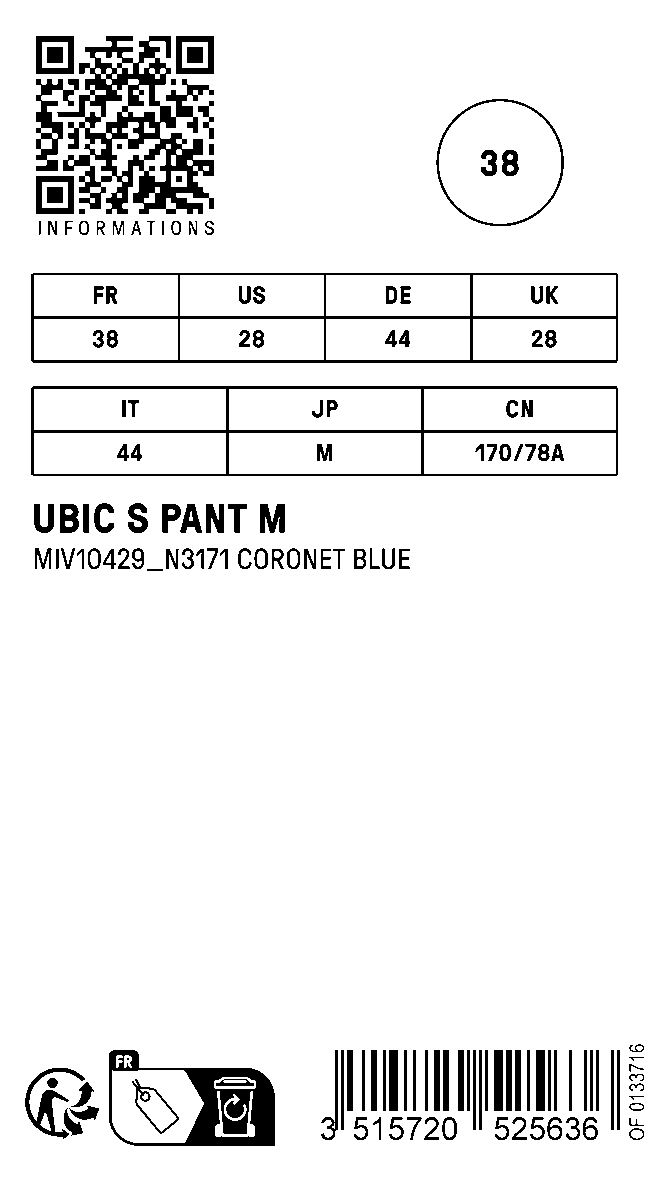 INFORMATIONS
38
FR US DE UK
38 28 44 28
IT JP CN
44 M 170/78A
UBIC S PANT M
MIV10429_N3171 CORONET BLUE
FR
3 515720 525636
OF 0133716